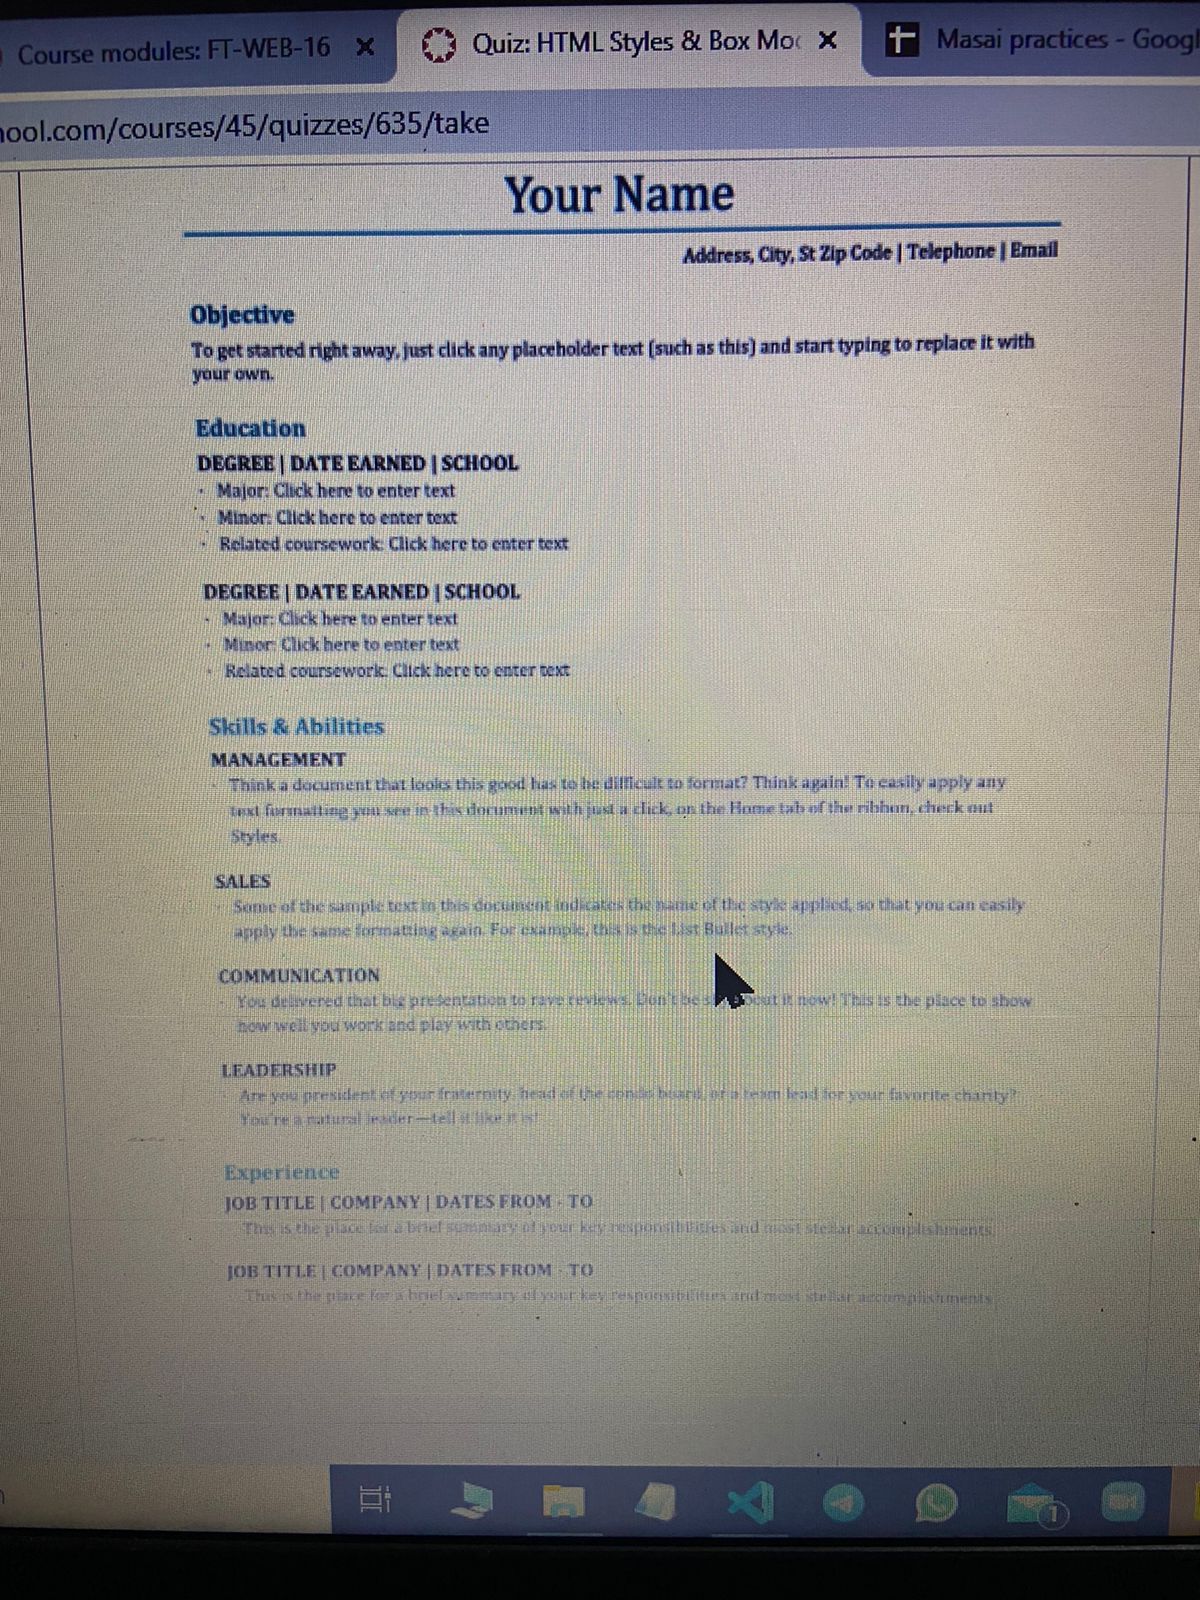 Course modules: FT-WEB-16
Quiz: HTML Styles & Box Mo
Masai practices - Googl
ool.com/courses/45/quizzes/635/take
Your Name
Address, City, St Zip Code | Telephone | Email
Objective
To get started right away, just click any placeholder text (such as this) and start typing to replace it with
your own.
Education
DEGREE | DATE EARNED | SCHOOL
· Major: Click here to enter text
· Minor: Click here to enter text
· Related coursework: Click here to enter text
DEGREE | DATE EARNED | SCHOOL
· Major: Click here to enter text
· Minor: Click here to enter text
· Related coursework: Click here to enter text
Skills & Abilities
MANAGEMENT
· Think a document that looks this good has to be difficult to format? Think again! To easily apply any
text formatting you see in this document with just a click, on the Home tab of the ribbon, check out
Styles.
SALES
· Some of the sample text in this document indicates the name of the style applied, so that you can easily
apply the same formatting again. For example, this is the List Bullet style.
COMMUNICATION
· You delivered that big presentation to rave reviews. Don't be about it now! This is the place to show
how well you work and play with others.
LEADERSHIP
· Are you president of your fraternity, head of the condo board, or a team lead for your favorite charity?
You're a natural leader—tell it like it is!
Experience
JOB TITLE | COMPANY | DATES FROM - TO
· This is the place for a brief summary of your key responsibilities and most stellar accomplishments.
JOB TITLE | COMPANY | DATES FROM - TO
· This is the place for a brief summary of your key responsibilities and most stellar accomplishments.
1